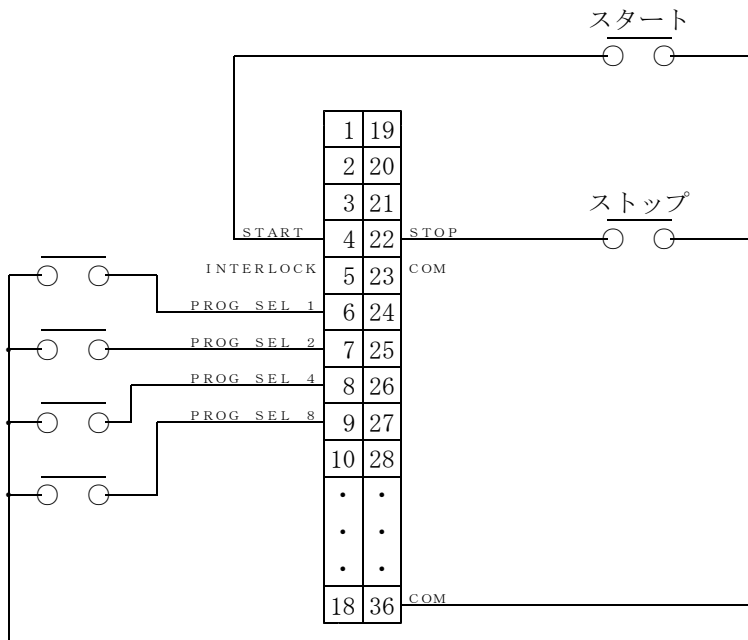 スタート
1 19
2 20
3 21
ストップ
START 4 22 STOP
INTERLOCK 5 23 COM
PROG SEL 1 6 24
PROG SEL 2 7 25
PROG SEL 4 8 26
PROG SEL 8 9 27
10 28
・ ・
・ ・
・ ・
18 36 COM